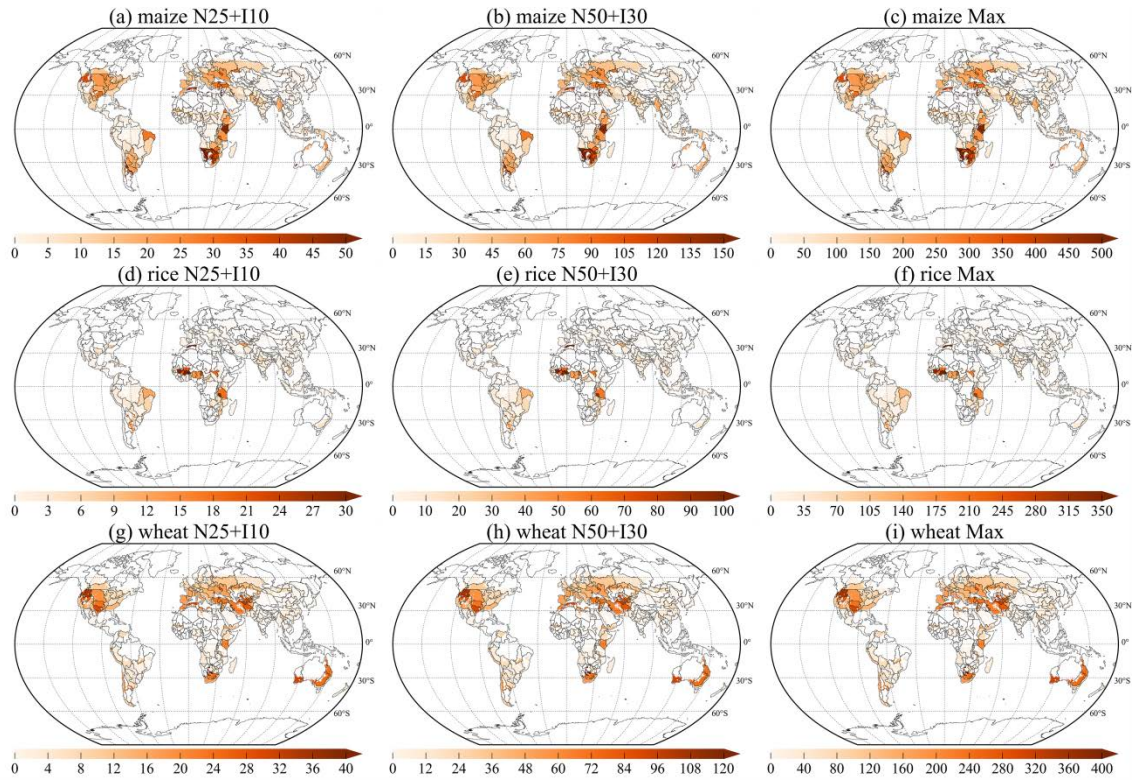 (a) maize N25+I10 (b) maize N50+I30 (c) maize Max
60°N 60°N 60°N
30°N 30°N 30°N
0° 0° 0°
30°S 30°S 30°S
60°S 60°S 60°S
0 5 10 15 20 25 30 35 40 45 50 0 15 30 45 60 75 90 105 120 135 150 0 50 100 150 200 250 300 350 400 450 500
(d) rice N25+I10 (e) rice N50+I30 (f) rice Max
60°N 60°N 60°N
30°N 30°N 30°N
0° 0° 0°
30°S 30°S 30°S
60°S 60°S 60°S
0 3 6 9 12 15 18 21 24 27 30 0 10 20 30 40 50 60 70 80 90 100 0 35 70 105 140 175 210 245 280 315 350
(g) wheat N25+I10 (h) wheat N50+I30 (i) wheat Max
60°N 60°N 60°N
30°N 30°N 30°N
0° 0° 0°
30°S 30°S 30°S
60°S 60°S 60°S
0 4 8 12 16 20 24 28 32 36 40 0 12 24 36 48 60 72 84 96 108 120 0 40 80 120 160 200 240 280 320 360 400